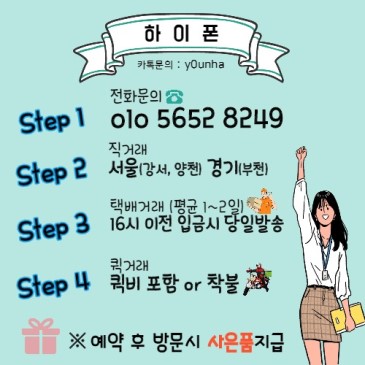 하이폰
카톡문의 : y0unha
Step 1
전화문의
010 5652 8249
Step 2
직거래
서울(강서, 양천) 경기(부천)
Step 3
택배거래 (평균 1~2일)
16시 이전 입금시 당일발송
Step 4
퀵거래
퀵비 포함 or 착불
※ 예약 후 방문시 사은품지급